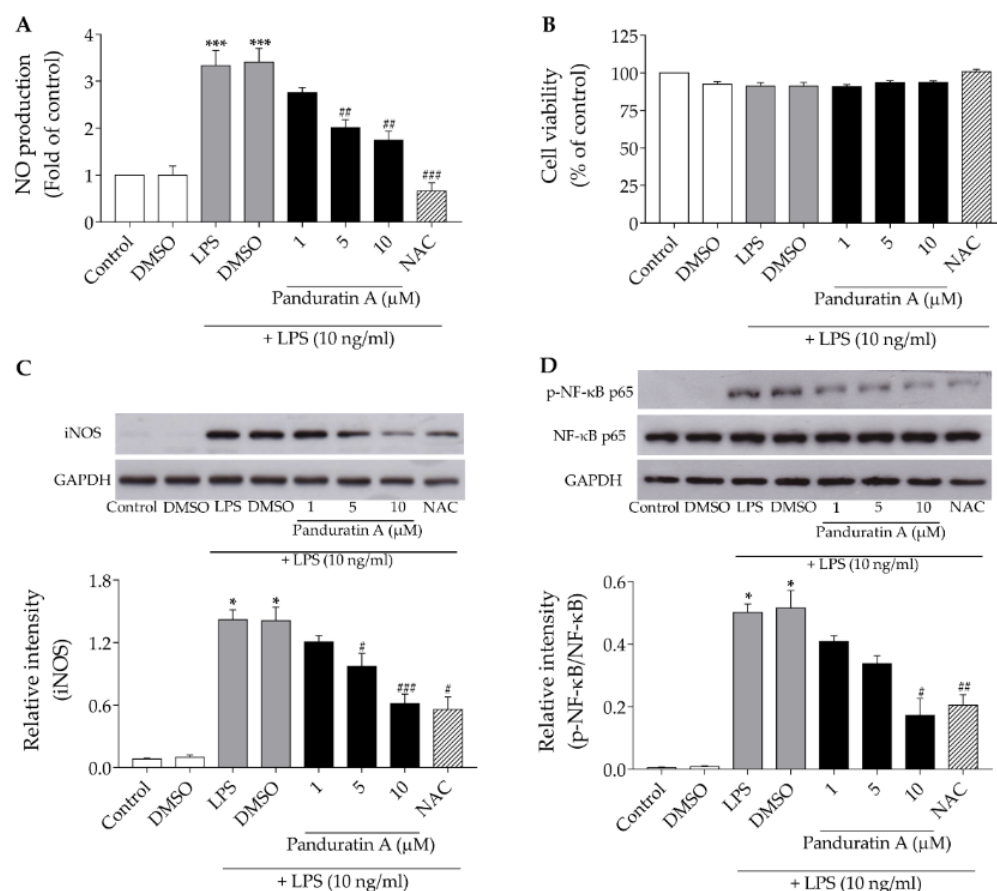 A
NO production
(Fold of control)
4
3
2
1
0
***
***
##
##
###
Control
DMSO
LPS
DMSO
1
5
10
NAC
Panduratin A (µM)
+ LPS (10 ng/ml)
B
Cell viability
(% of control)
125
100
75
50
25
0
Control
DMSO
LPS
DMSO
1
5
10
NAC
Panduratin A (µM)
+ LPS (10 ng/ml)
C
iNOS
GAPDH
Control DMSO LPS DMSO 1 5 10 NAC
Panduratin A (µM)
+ LPS (10 ng/ml)
Relative intensity
(iNOS)
1.8
1.2
0.6
0.0
*
*
#
###
#
Control
DMSO
LPS
DMSO
1
5
10
NAC
Panduratin A (µM)
+ LPS (10 ng/ml)
D
p-NF-κB p65
NF-κB p65
GAPDH
Control DMSO LPS DMSO 1 5 10 NAC
Panduratin A (µM)
+ LPS (10 ng/ml)
Relative intensity
(p-NF-κB/NF-κB)
0.6
0.4
0.2
0.0
*
*
#
##
Control
DMSO
LPS
DMSO
1
5
10
NAC
Panduratin A (µM)
+ LPS (10 ng/ml)